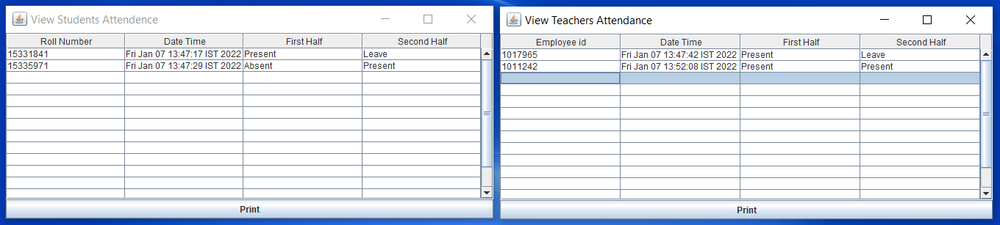 View Students Attendence
Roll Number Date Time First Half Second Half
15331841 Fri Jan 07 13:47:17 IST 2022 Present Leave
15335971 Fri Jan 07 13:47:29 IST 2022 Absent Present
Print
View Teachers Attendance
Employee id Date Time First Half Second Half
1017965 Fri Jan 07 13:47:42 IST 2022 Present Leave
1011242 Fri Jan 07 13:52:08 IST 2022 Present Present
Print